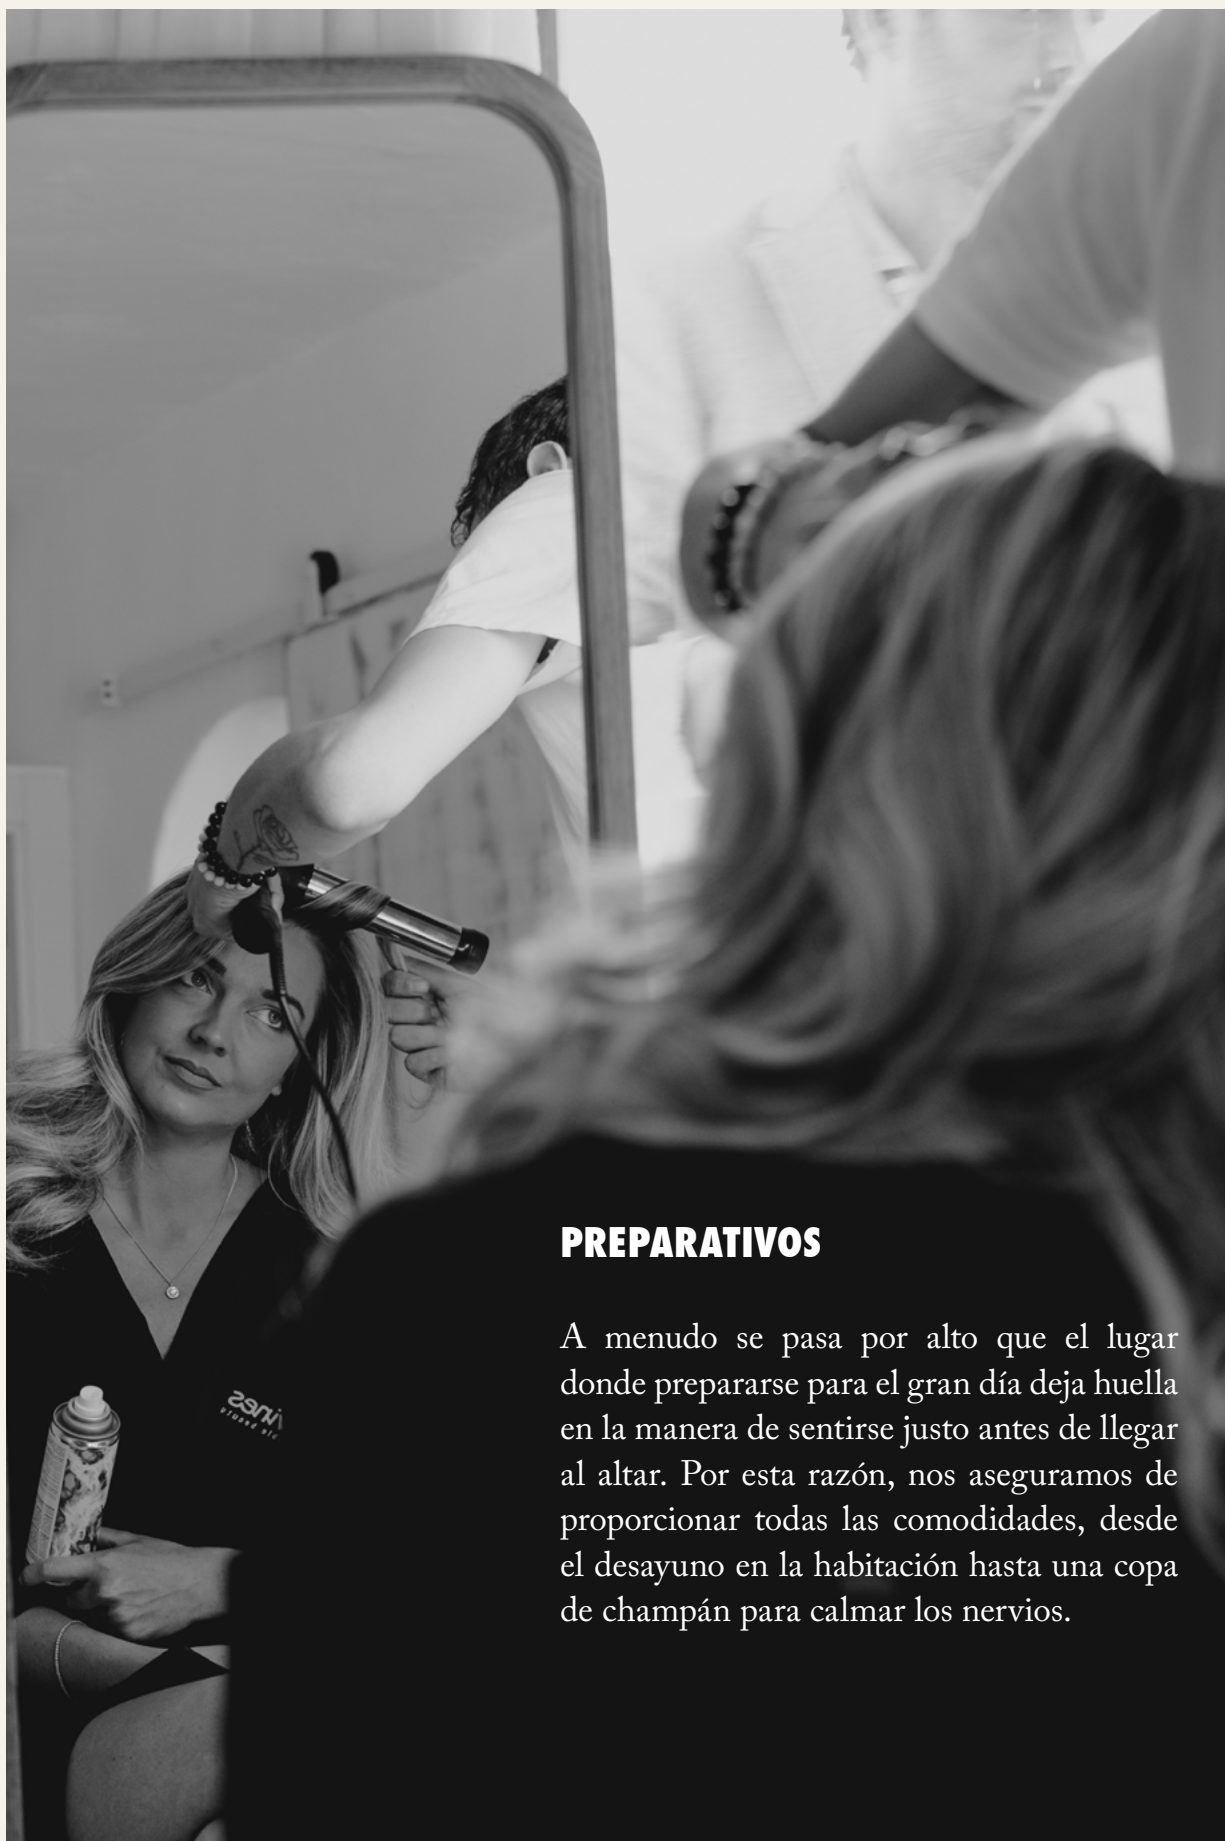 PREPARATIVOS
A menudo se pasa por alto que el lugar
donde prepararse para el gran día deja huella
en la manera de sentirse justo antes de llegar
al altar. Por esta razón, nos aseguramos de
proporcionar todas las comodidades, desde
el desayuno en la habitación hasta una copa
de champán para calmar los nervios.